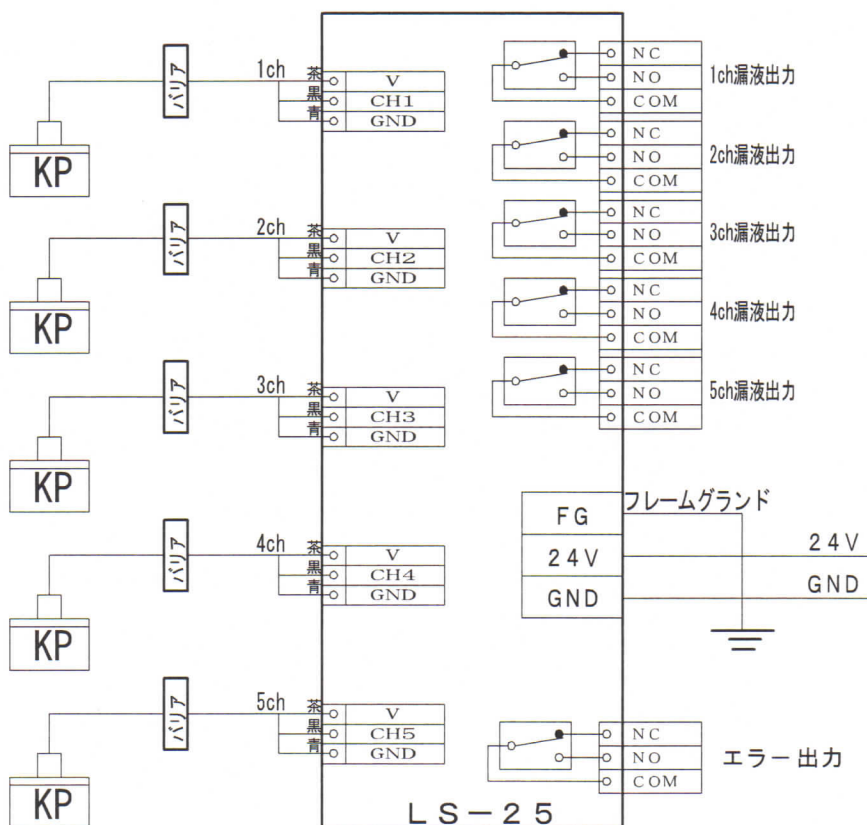 1ch
バリア
KP
茶
黒
青
V
CH1
GND
2ch
バリア
KP
茶
黒
青
V
CH2
GND
3ch
バリア
KP
茶
黒
青
V
CH3
GND
4ch
バリア
KP
茶
黒
青
V
CH4
GND
5ch
バリア
KP
茶
黒
青
V
CH5
GND
NC
NO
COM
1ch漏液出力
NC
NO
COM
2ch漏液出力
NC
NO
COM
3ch漏液出力
NC
NO
COM
4ch漏液出力
NC
NO
COM
5ch漏液出力
フレームグランド
FG
24V
24V
GND
GND
NC
NO
COM
エラー出力
LS-25